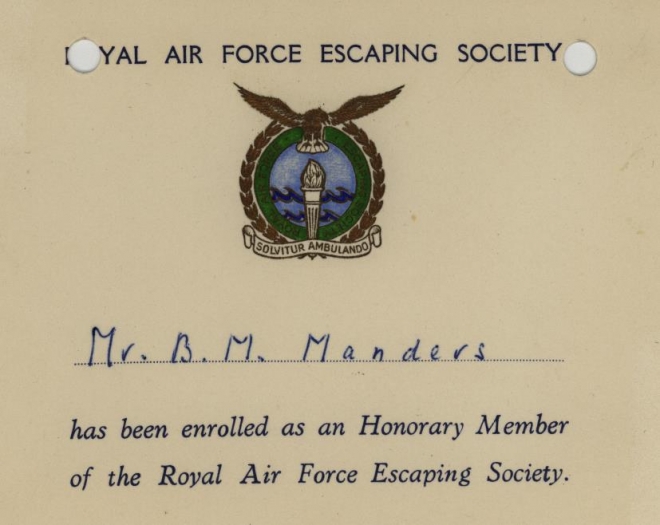 ROYAL AIR FORCE ESCAPING SOCIETY
SOLVITUR AMBULANDO
Mr. B. M. Manders
has been enrolled as an Honorary Member
of the Royal Air Force Escaping Society.